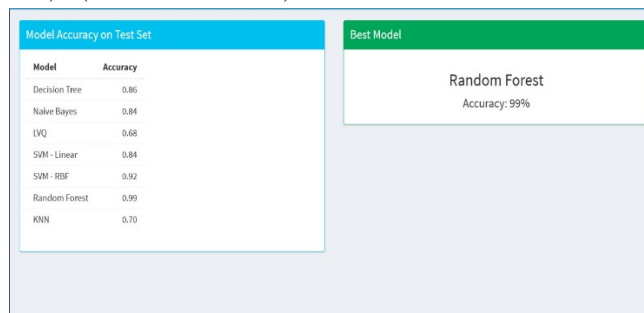 Model Accuracy on Test Set
Model Accuracy
Decision Tree 0.86
Naive Bayes 0.84
LVQ 0.68
SVM - Linear 0.84
SVM - RBF 0.92
Random Forest 0.99
KNN 0.70
Best Model
Random Forest
Accuracy: 99%